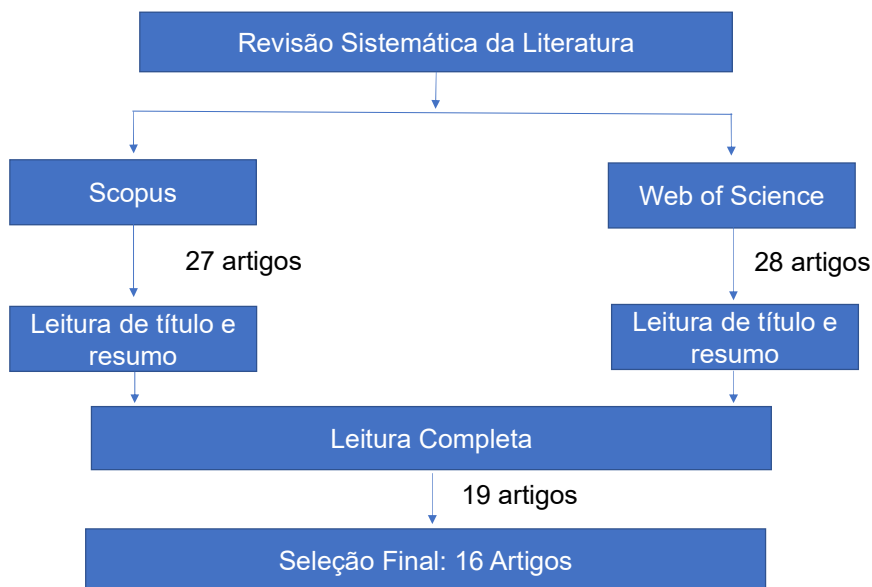 Revisão Sistemática da Literatura
Scopus
Web of Science
27 artigos
28 artigos
Leitura de título e
resumo
Leitura de título e
resumo
Leitura Completa
19 artigos
Seleção Final: 16 Artigos